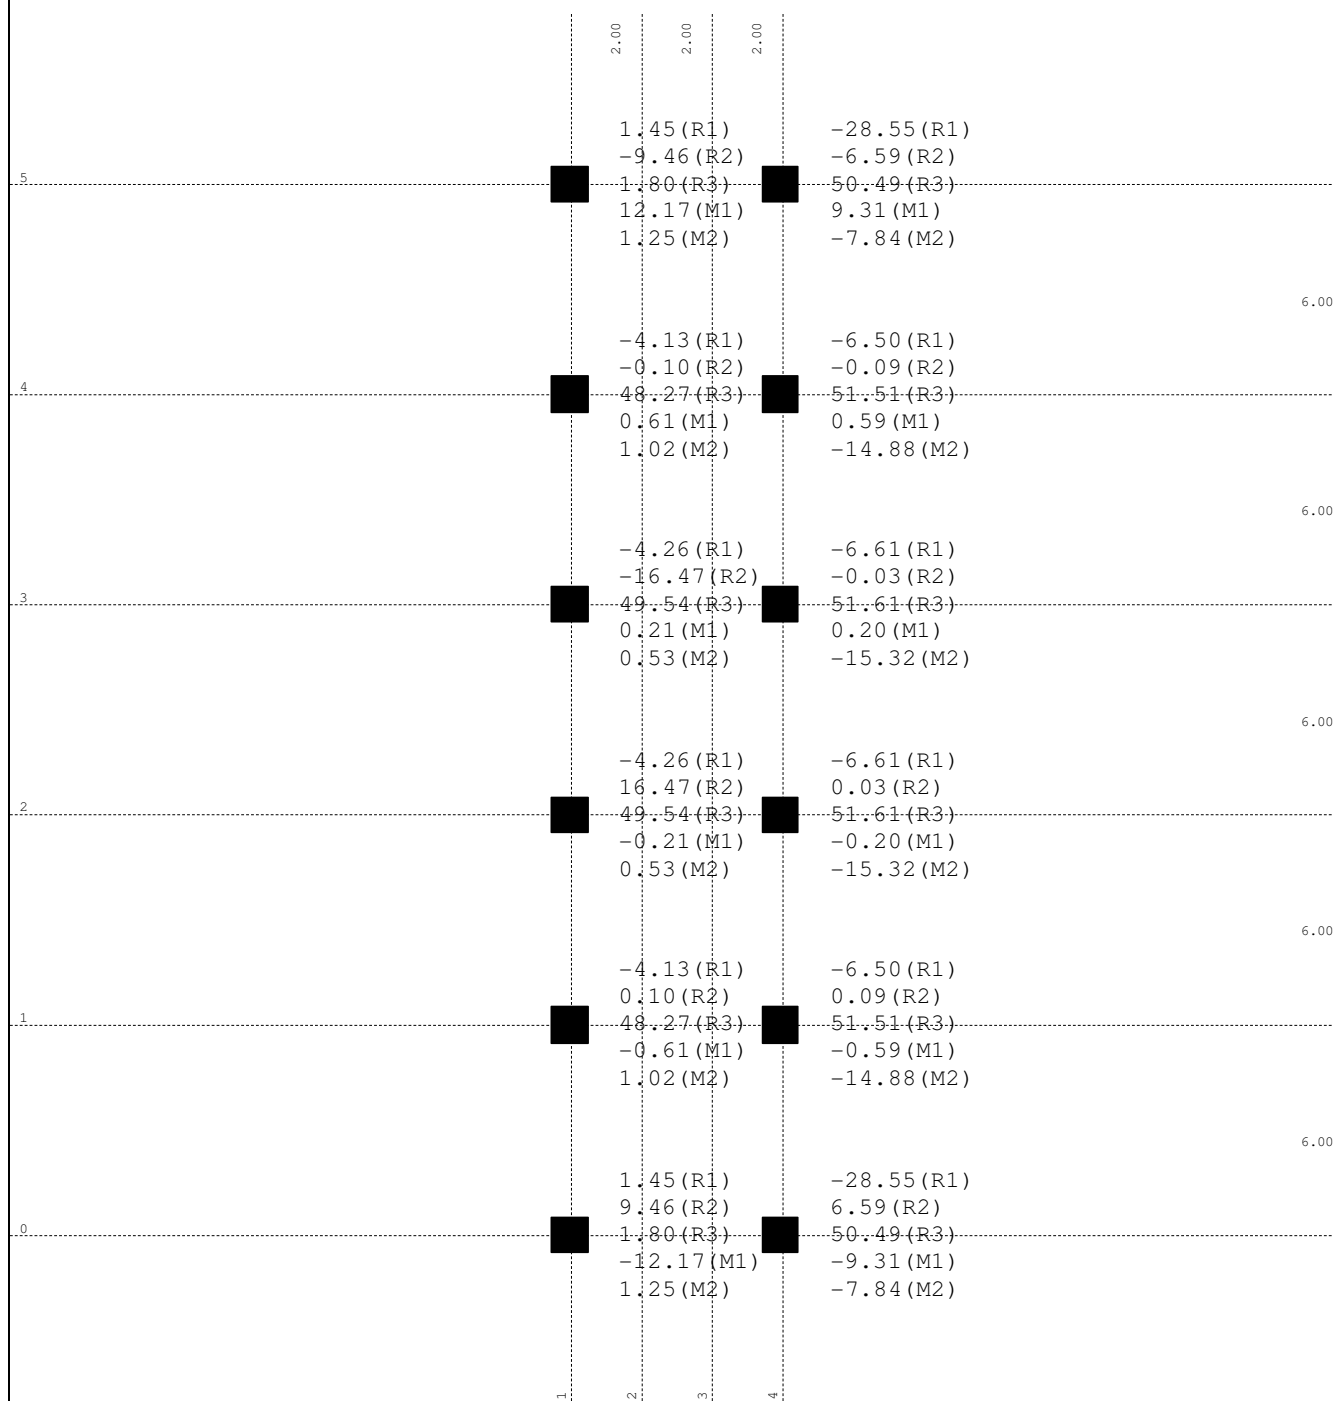 2.00 2.00 2.00
1.45(R1) -28.55(R1)
-9.46(R2) -6.59(R2)
5 1.80(R3) 50.49(R3)
12.17(M1) 9.31(M1)
1.25(M2) -7.84(M2)
6.00
-4.13(R1) -6.50(R1)
-0.10(R2) -0.09(R2)
4 48.27(R3) 51.51(R3)
0.61(M1) 0.59(M1)
1.02(M2) -14.88(M2)
6.00
-4.26(R1) -6.61(R1)
-16.47(R2) -0.03(R2)
3 49.54(R3) 51.61(R3)
0.21(M1) 0.20(M1)
0.53(M2) -15.32(M2)
6.00
-4.26(R1) -6.61(R1)
16.47(R2) 0.03(R2)
2 49.54(R3) 51.61(R3)
-0.21(M1) -0.20(M1)
0.53(M2) -15.32(M2)
6.00
-4.13(R1) -6.50(R1)
0.10(R2) 0.09(R2)
1 48.27(R3) 51.51(R3)
-0.61(M1) -0.59(M1)
1.02(M2) -14.88(M2)
6.00
1.45(R1) -28.55(R1)
9.46(R2) 6.59(R2)
0 1.80(R3) 50.49(R3)
-12.17(M1) -9.31(M1)
1.25(M2) -7.84(M2)
1 2 3 4